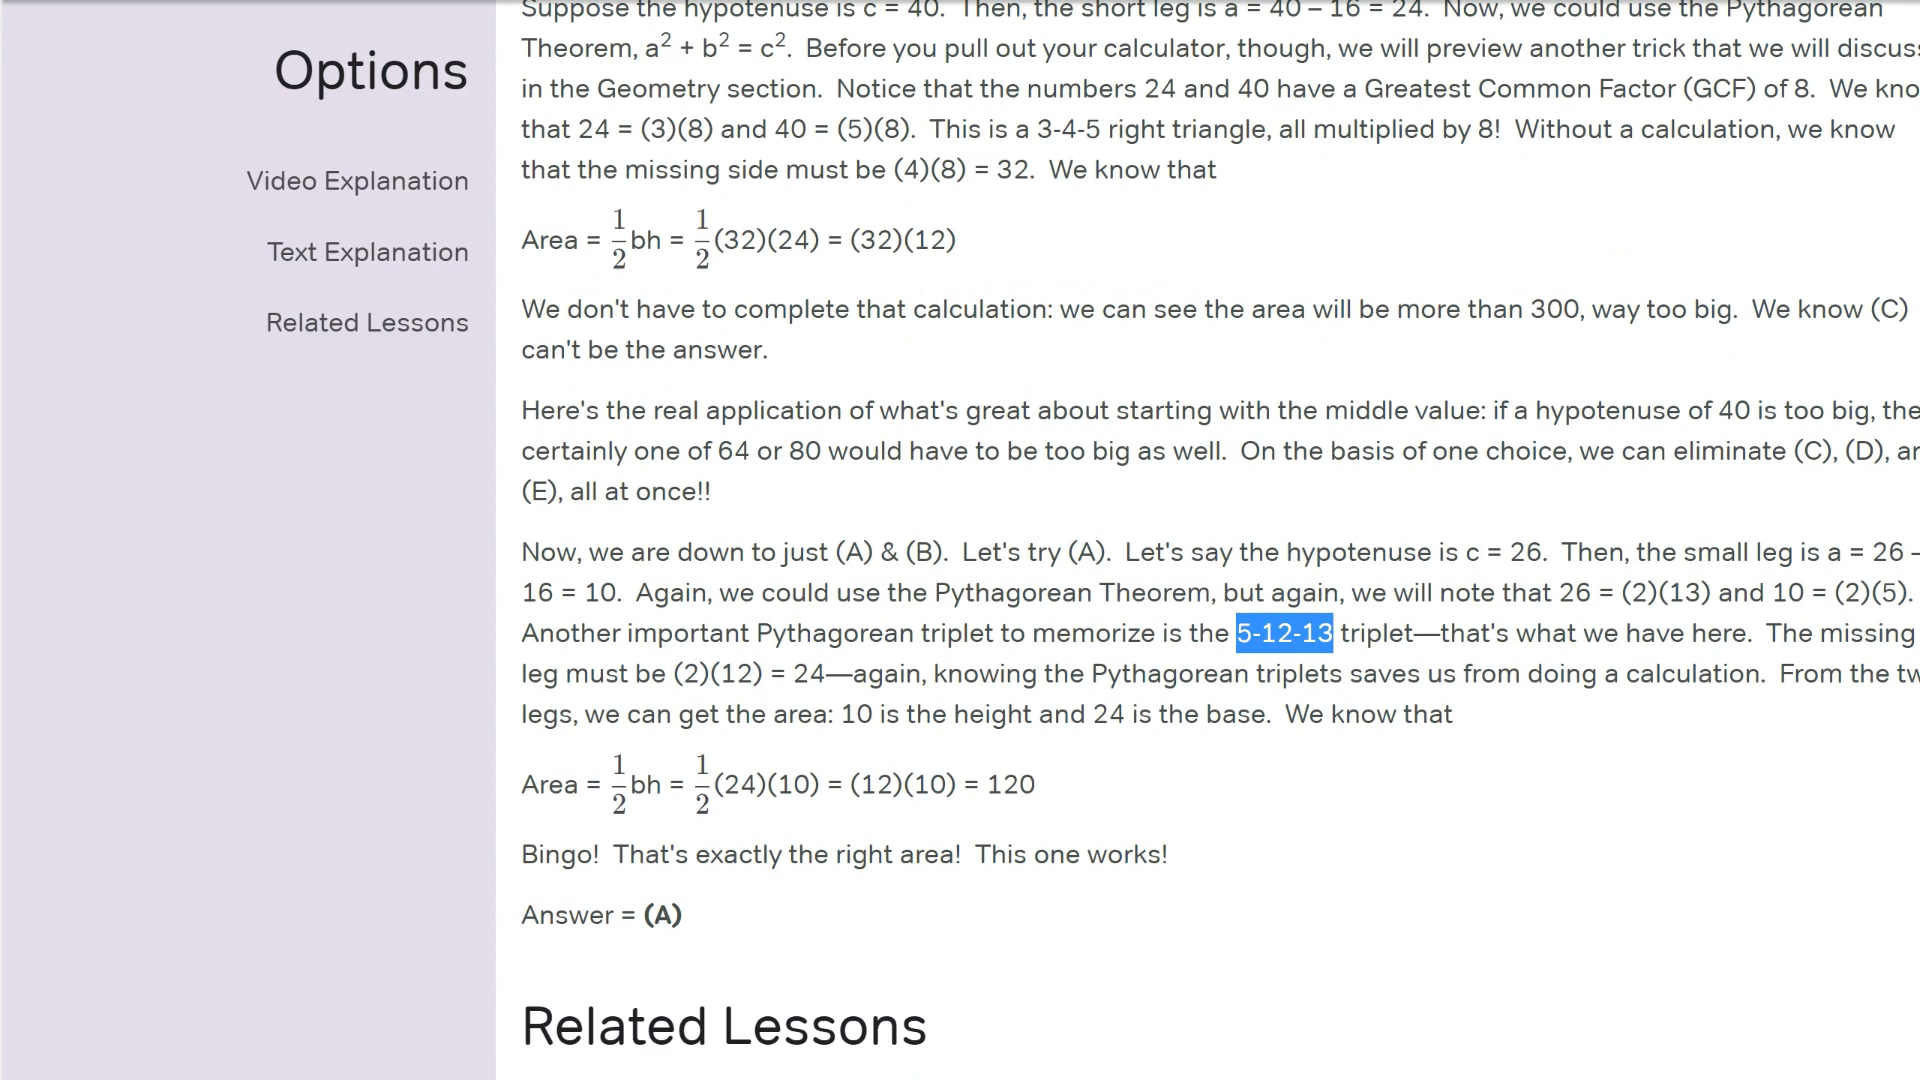 Options
Video Explanation
Text Explanation
Related Lessons
Suppose the hypotenuse is c = 40. Then, the short leg is a = 40 – 16 = 24. Now, we could use the Pythagorean
Theorem, a² + b² = c². Before you pull out your calculator, though, we will preview another trick that we will discuss
in the Geometry section. Notice that the numbers 24 and 40 have a Greatest Common Factor (GCF) of 8. We kno
that 24 = (3)(8) and 40 = (5)(8). This is a 3-4-5 right triangle, all multiplied by 8! Without a calculation, we know
that the missing side must be (4)(8) = 32. We know that
Area = 1/2 bh = 1/2 (32)(24) = (32)(12)
We don't have to complete that calculation: we can see the area will be more than 300, way too big. We know (C)
can't be the answer.
Here's the real application of what's great about starting with the middle value: if a hypotenuse of 40 is too big, the
certainly one of 64 or 80 would have to be too big as well. On the basis of one choice, we can eliminate (C), (D), an
(E), all at once!!
Now, we are down to just (A) & (B). Let's try (A). Let's say the hypotenuse is c = 26. Then, the small leg is a = 26 –
16 = 10. Again, we could use the Pythagorean Theorem, but again, we will note that 26 = (2)(13) and 10 = (2)(5).
Another important Pythagorean triplet to memorize is the 5-12-13 triplet—that's what we have here. The missing
leg must be (2)(12) = 24—again, knowing the Pythagorean triplets saves us from doing a calculation. From the tw
legs, we can get the area: 10 is the height and 24 is the base. We know that
Area = 1/2 bh = 1/2 (24)(10) = (12)(10) = 120
Bingo! That's exactly the right area! This one works!
Answer = (A)
Related Lessons